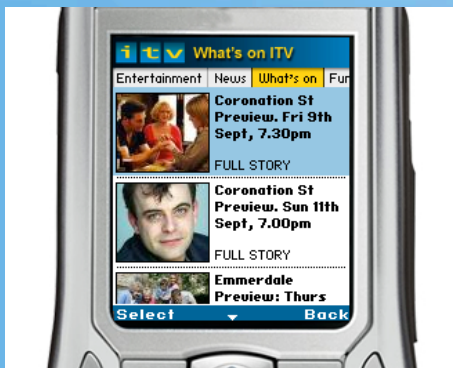 itv What's on ITV
Entertainment News What's on Fun
Coronation St
Preview. Fri 9th
Sept, 7.30pm
FULL STORY
Coronation St
Preview. Sun 11th
Sept, 7.00pm
FULL STORY
Emmerdale
Preview: Thurs
Select Back